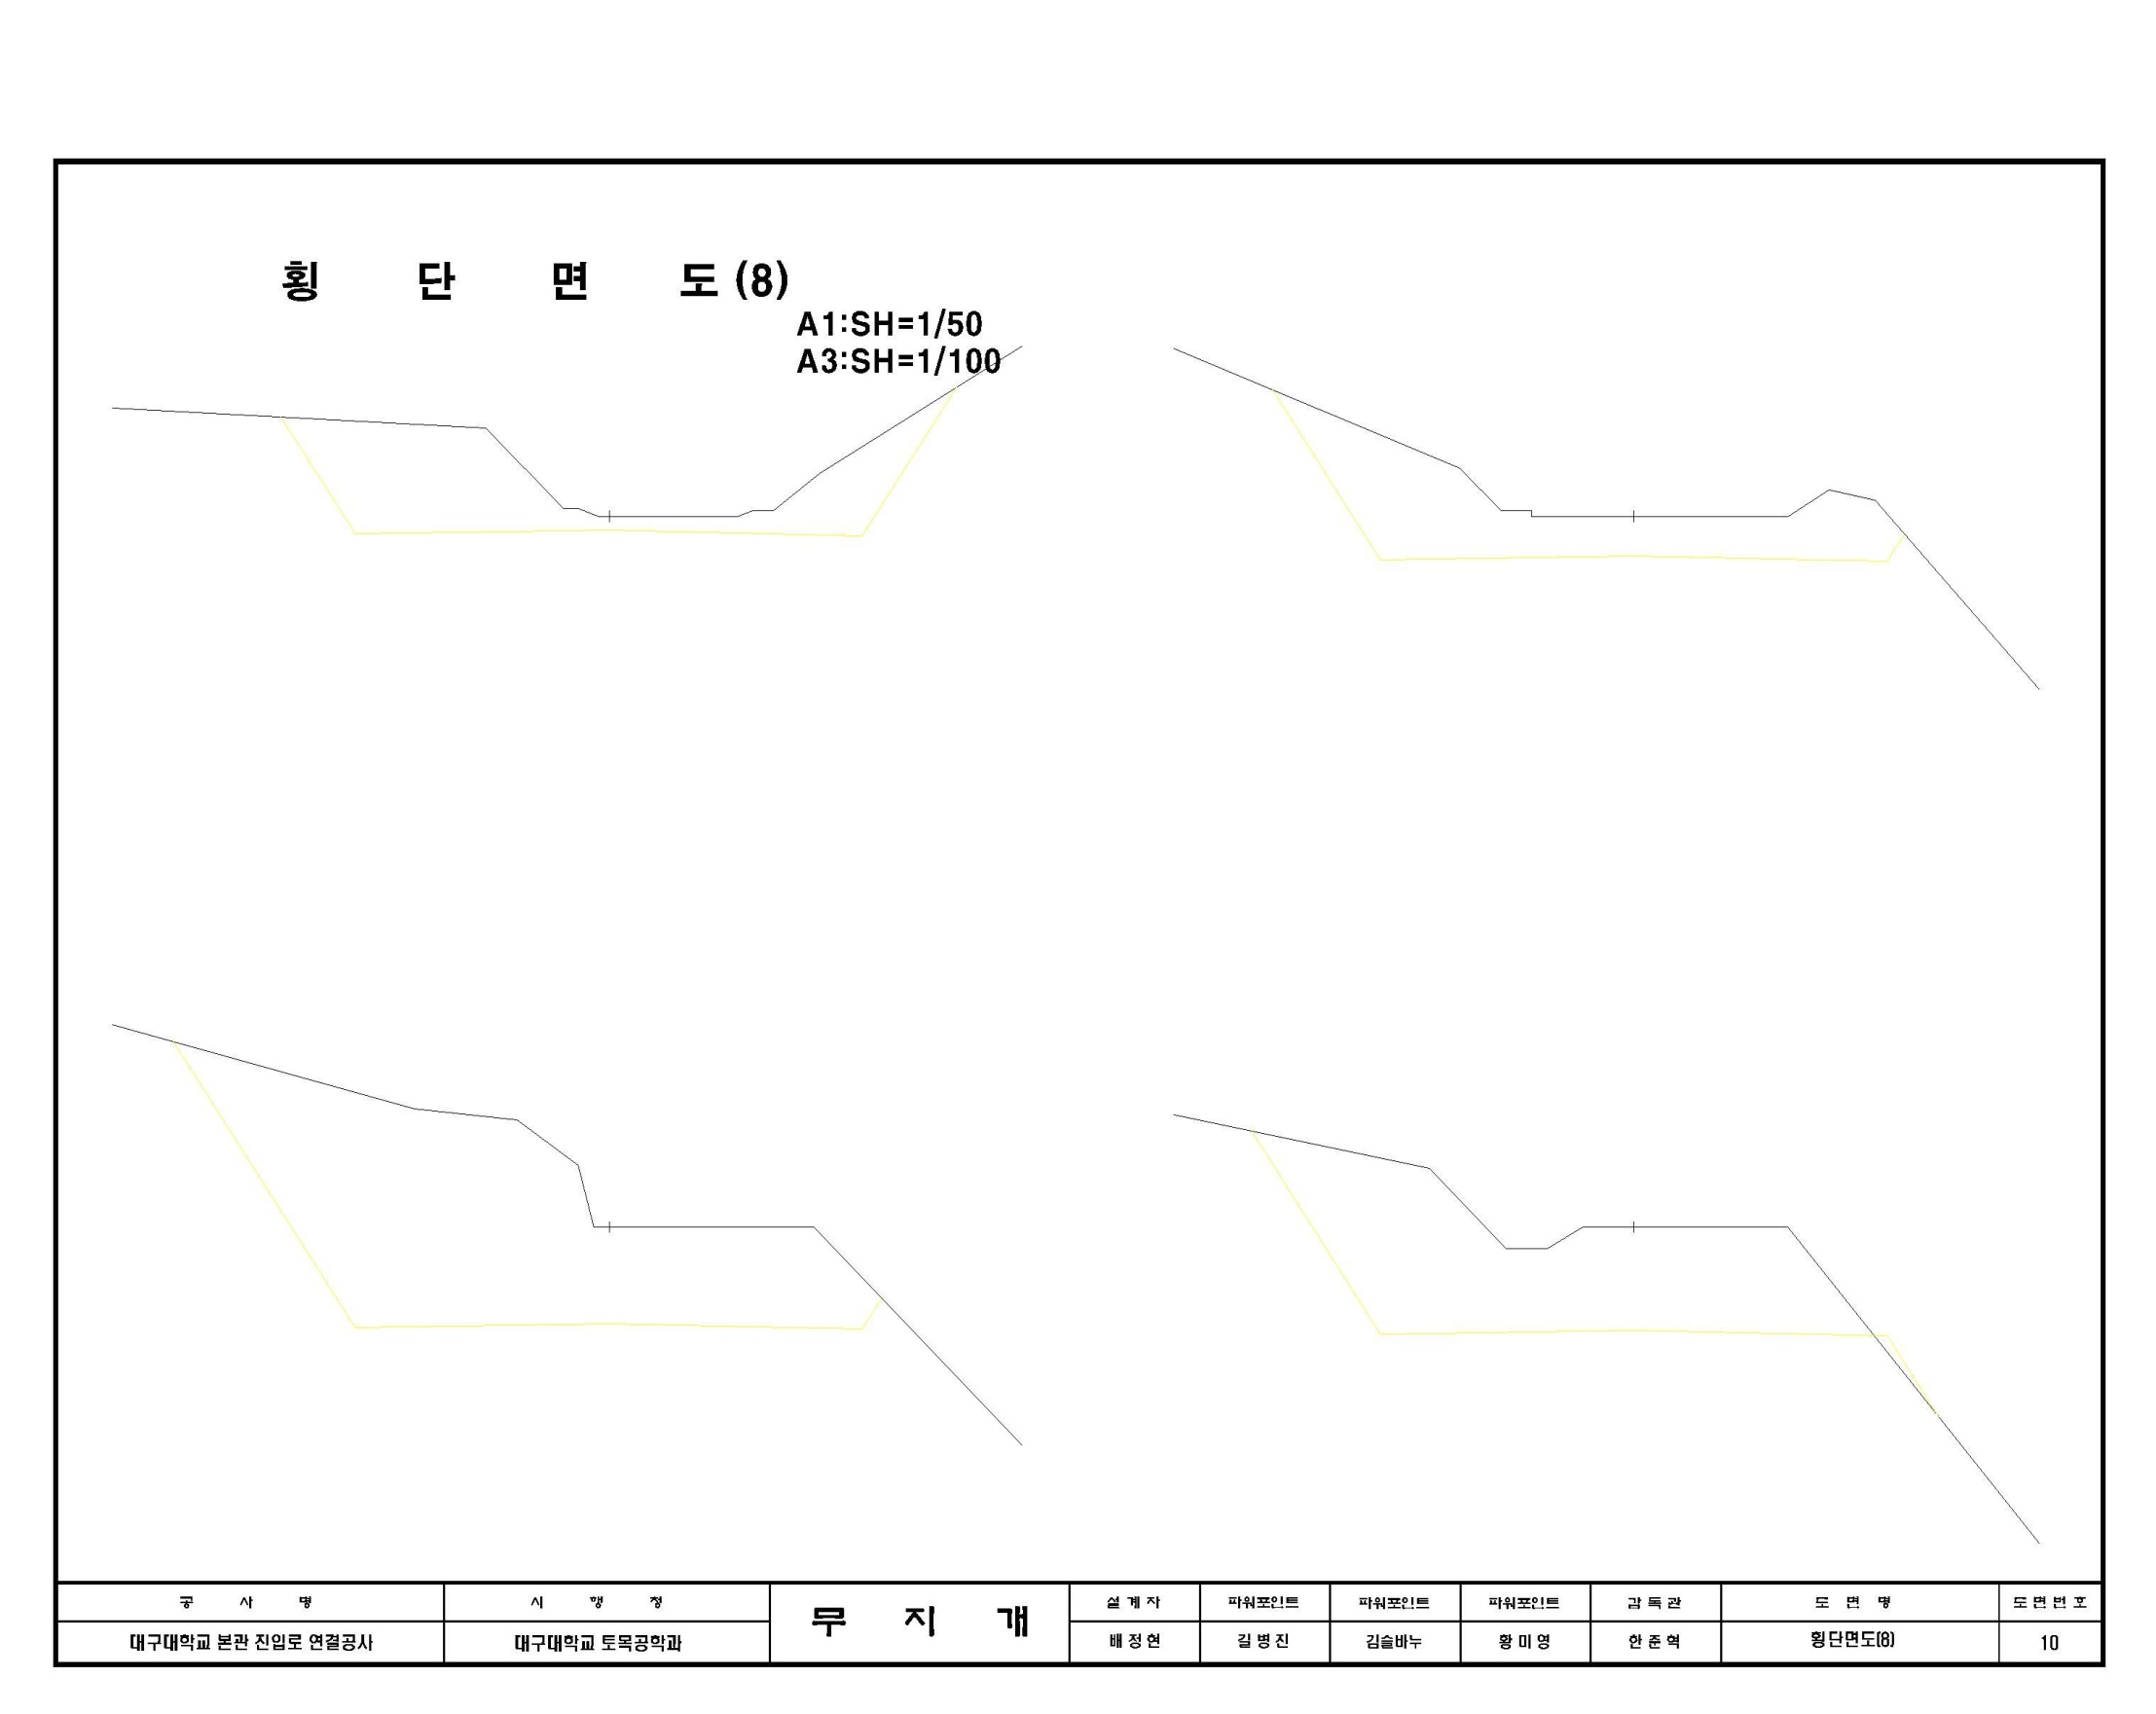 횡 단 면 도 (8)
A1:SH=1/50
A3:SH=1/100
공 사 명
대구대학교 본관 진입로 연결공사
시 행 청
대구대학교 토목공학과
무 지 개
설 계 자
배 정 현
파워포인트
길 병 진
파워포인트
김슬바누
파워포인트
황 미 영
감 독 관
한 준 혁
도 면 명
횡단면도(8)
도 면 번 호
10